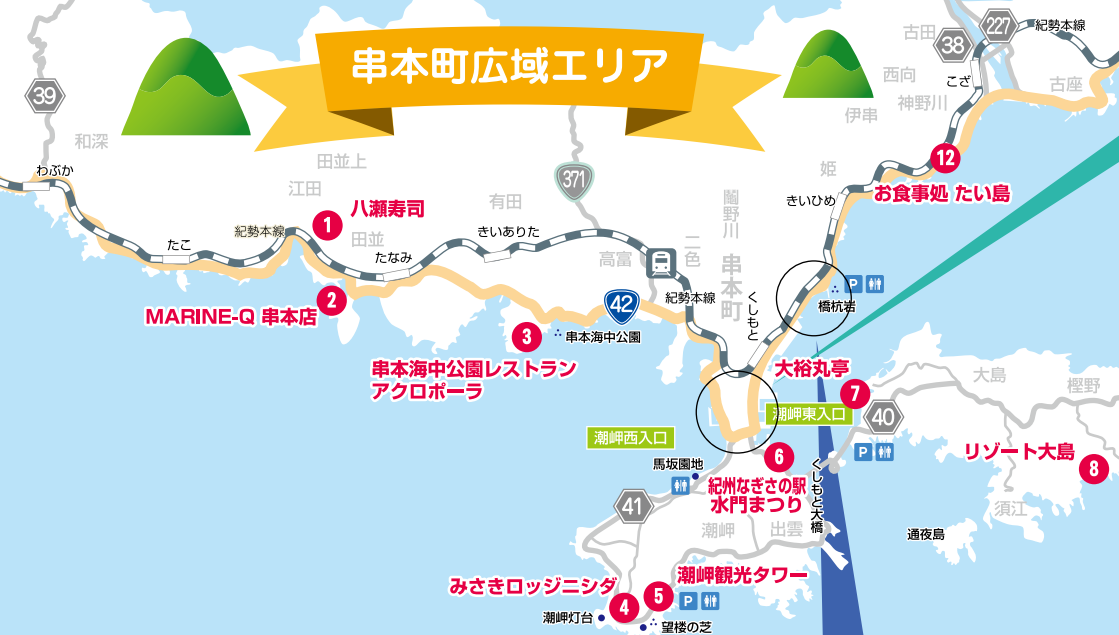 串本町広域エリア
227
紀勢本線
古田
38
西向
こざ
古座
39
神野川
伊串
和深
12
田並上
わぶか
371
姫
お食事処 たい島
江田
有田
鬮野川
きいひめ
八瀬寿司
1
田並
紀勢本線
きいありた
二色
たこ
たなみ
高富
串本町
P
紀勢本線
くしもと
橋杭岩
2
MARINE-Q 串本店
42
3
串本海中公園
串本海中公園レストラン
アクロポーラ
大裕丸亭
大島
樫野
7
潮岬東入口
40
潮岬西入口
P
リゾート大島
8
馬坂園地
6
くしもと大橋
紀州なぎさの駅
水門まつり
41
須江
潮岬
出雲
通夜島
潮岬観光タワー
みさきロッジニシダ
4
5
P
潮岬灯台
望楼の芝